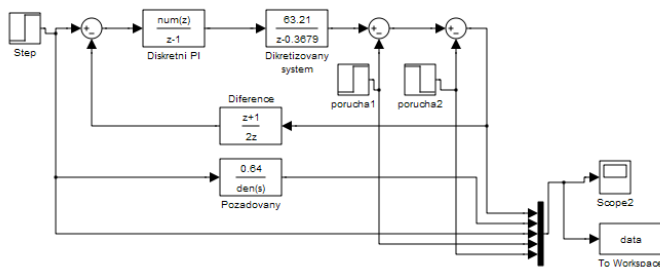 Step
num(z)
z-1
Diskretni PI
63.21
z-0.3679
Dikretizovany
system
porucha1
porucha2
Diference
z+1
2z
0.64
den(s)
Pozadovany
Scope2
data
To Workspace